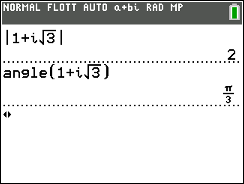 NORMAL FLOTT AUTO a+bi RAD MP
|1+i√3|
2
angle(1+i√3)
π/3